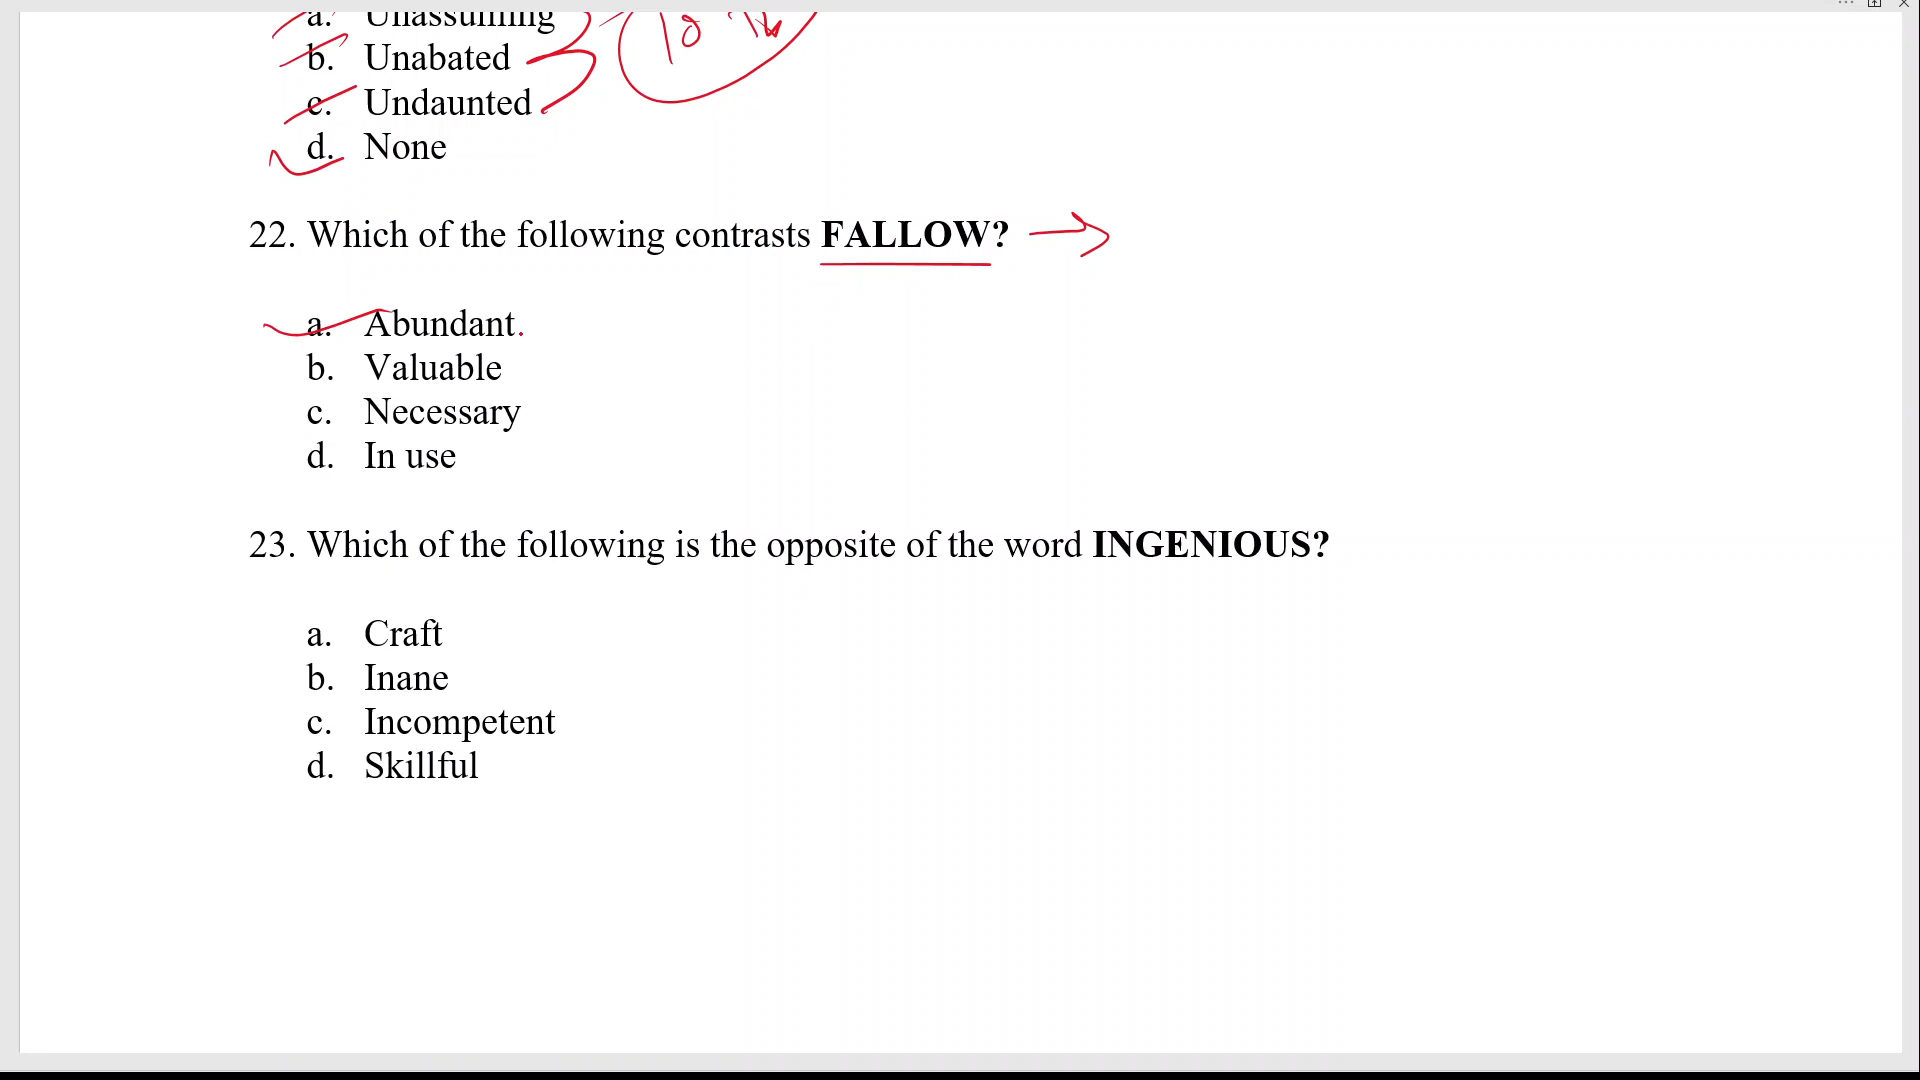 a. Unassuming
b. Unabated
c. Undaunted
d. None
22. Which of the following contrasts FALLOW?
a. Abundant.
b. Valuable
c. Necessary
d. In use
23. Which of the following is the opposite of the word INGENIOUS?
a. Craft
b. Inane
c. Incompetent
d. Skillful